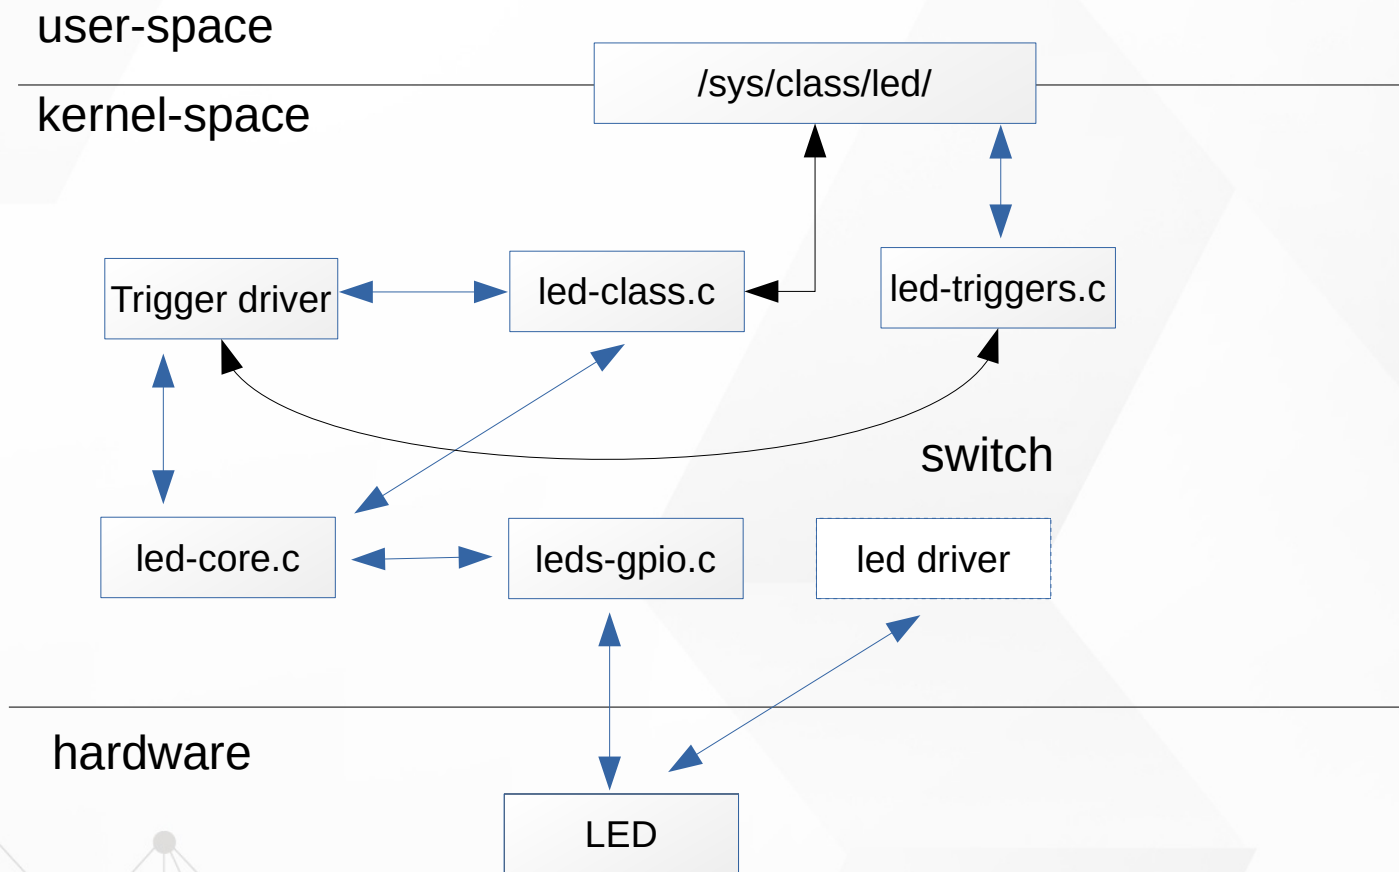 user-space
/sys/class/led/
kernel-space
Trigger driver
led-class.c
led-triggers.c
switch
led-core.c
leds-gpio.c
led driver
hardware
LED